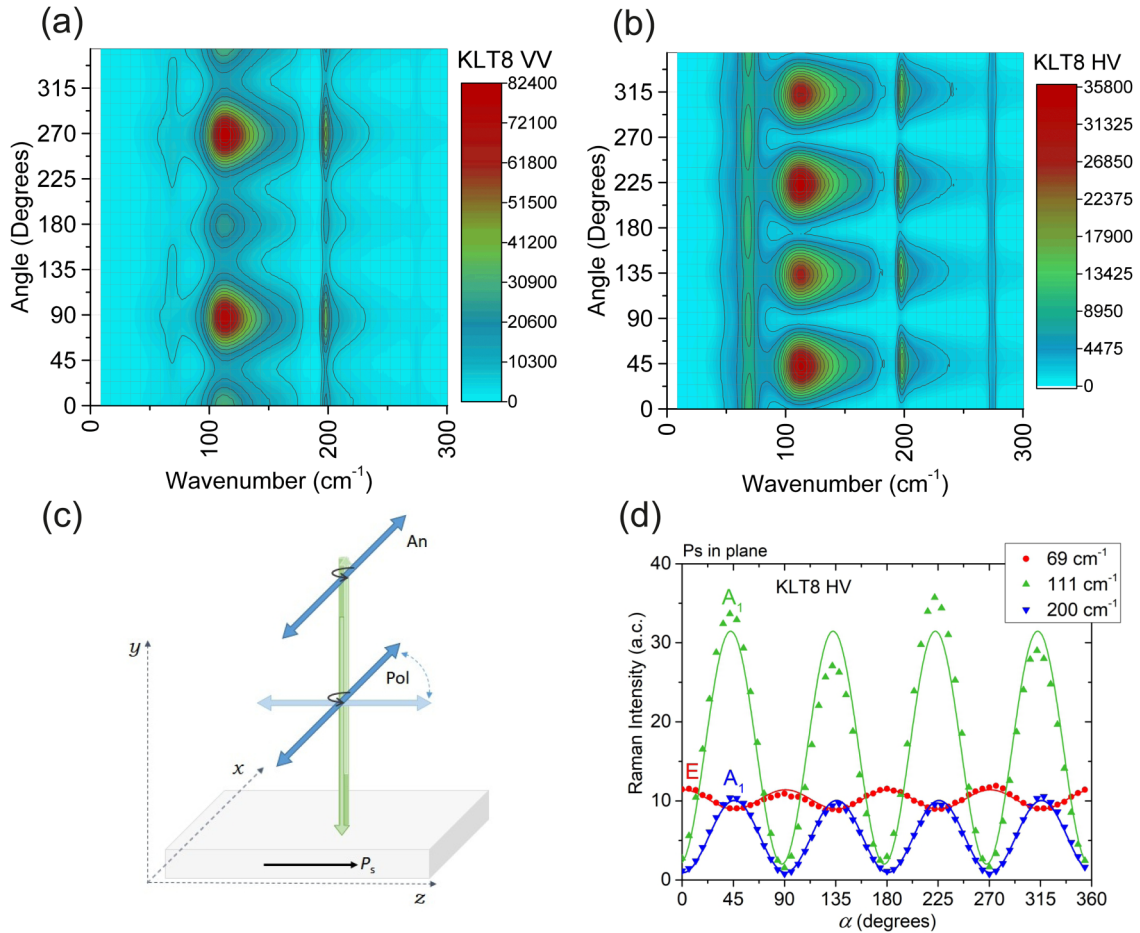 (a)
KLT8 VV
Angle (Degrees)
315
270
225
180
135
90
45
0
0
100
200
300
Wavenumber (cm⁻¹)
82400
72100
61800
51500
41200
30900
20600
10300
0
(b)
KLT8 HV
Angle (Degrees)
315
270
225
180
135
90
45
0
0
100
200
300
Wavenumber (cm⁻¹)
35800
31325
26850
22375
17900
13425
8950
4475
0
(c)
An
Pol
y
x
z
Pₛ
(d)
Ps in plane
KLT8 HV
69 cm⁻¹
111 cm⁻¹
200 cm⁻¹
A₁
E
A₁
Raman Intensity (a.c.)
40
30
20
10
0
0 45 90 135 180 225 270 315 360
α (degrees)